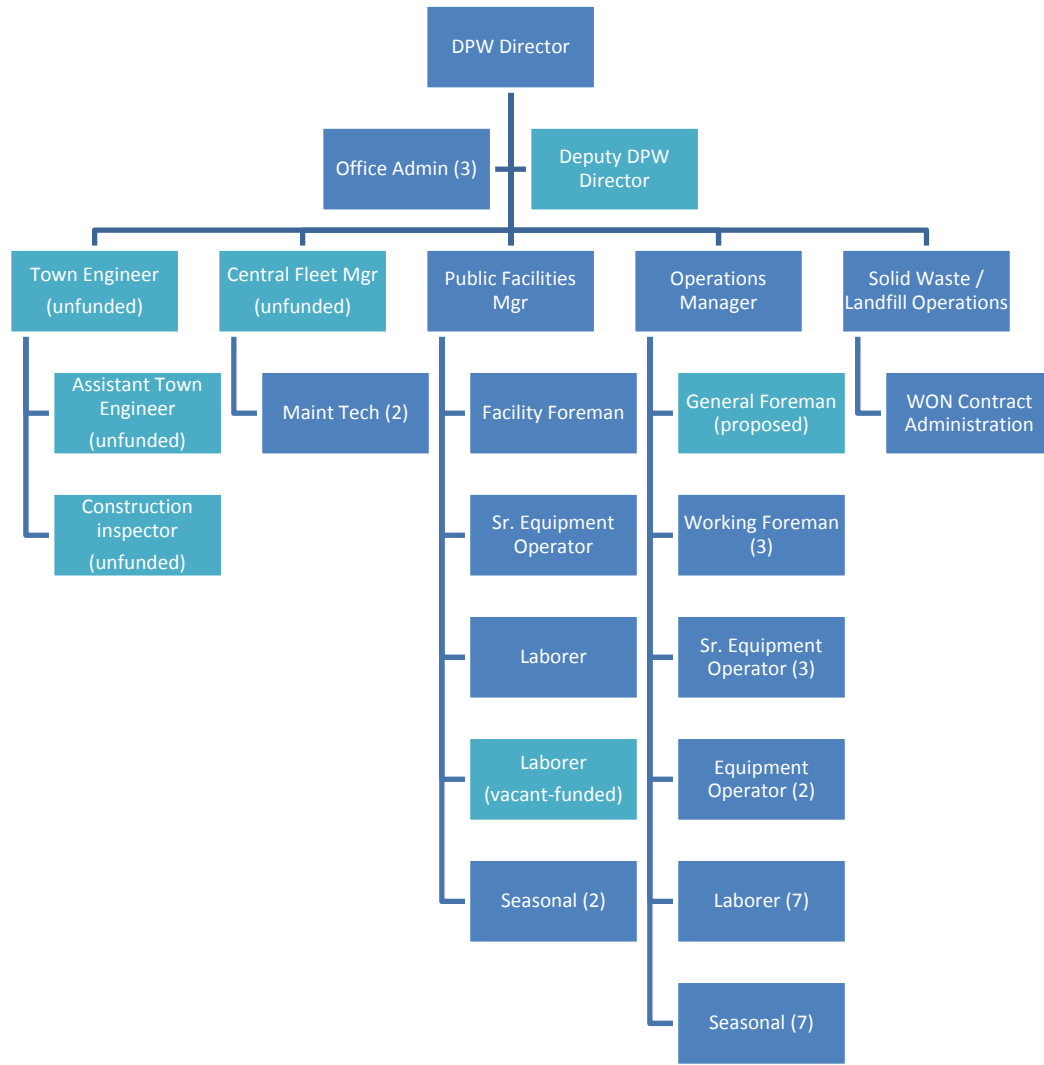 DPW Director
Office Admin (3)
Deputy DPW
Director
Town Engineer
(unfunded)
Central Fleet Mgr
(unfunded)
Public Facilities
Mgr
Operations
Manager
Solid Waste /
Landfill Operations
Assistant Town
Engineer
(unfunded)
Construction
inspector
(unfunded)
Maint Tech (2)
Facility Foreman
Sr. Equipment
Operator
Laborer
Laborer
(vacant-funded)
Seasonal (2)
General Foreman
(proposed)
Working Foreman
(3)
Sr. Equipment
Operator (3)
Equipment
Operator (2)
Laborer (7)
Seasonal (7)
WON Contract
Administration